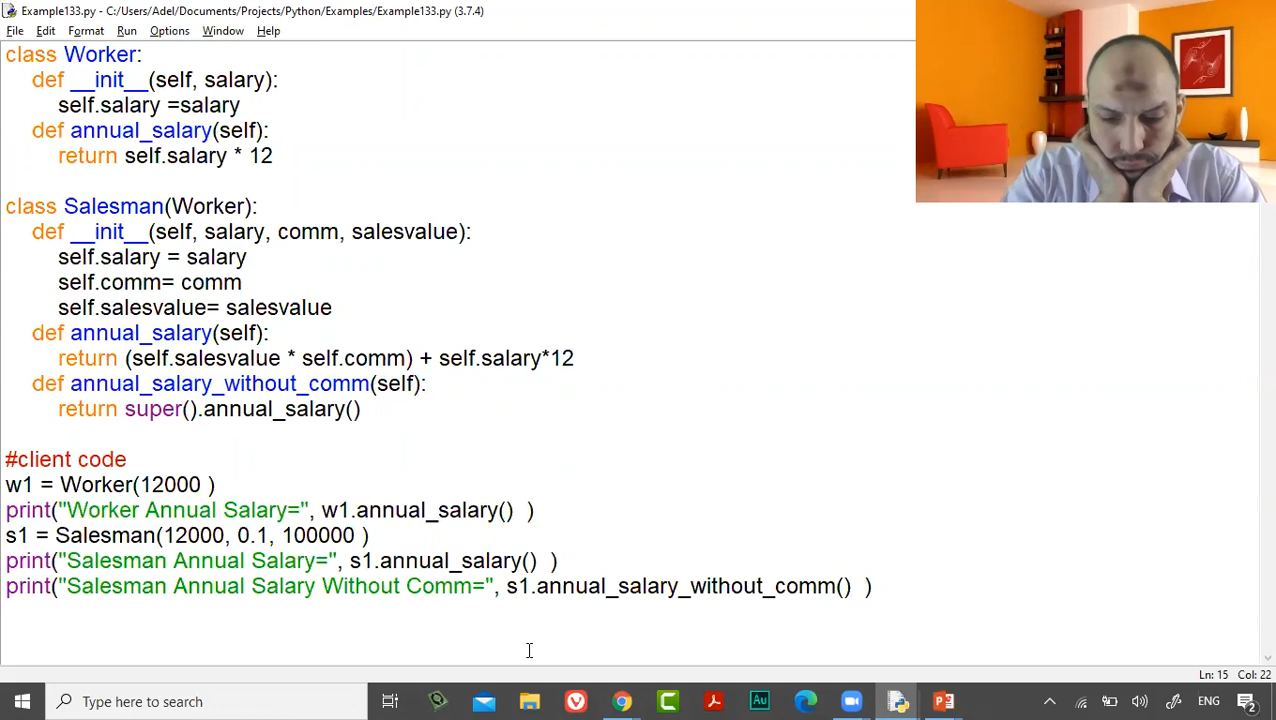 Example133.py - C:/Users/Adel/Documents/Projects/Python/Examples/Example133.py (3.7.4)
File Edit Format Run Options Window Help
class Worker:
def __init__(self, salary):
self.salary =salary
def annual_salary(self):
return self.salary * 12
class Salesman(Worker):
def __init__(self, salary, comm, salesvalue):
self.salary = salary
self.comm= comm
self.salesvalue= salesvalue
def annual_salary(self):
return (self.salesvalue * self.comm) + self.salary*12
def annual_salary_without_comm(self):
return super().annual_salary()
#client code
w1 = Worker(12000 )
print("Worker Annual Salary=", w1.annual_salary()  )
s1 = Salesman(12000, 0.1, 100000 )
print("Salesman Annual Salary=", s1.annual_salary()  )
print("Salesman Annual Salary Without Comm=", s1.annual_salary_without_comm()  )
Ln: 15 Col: 22
Type here to search
Au
ENG
2